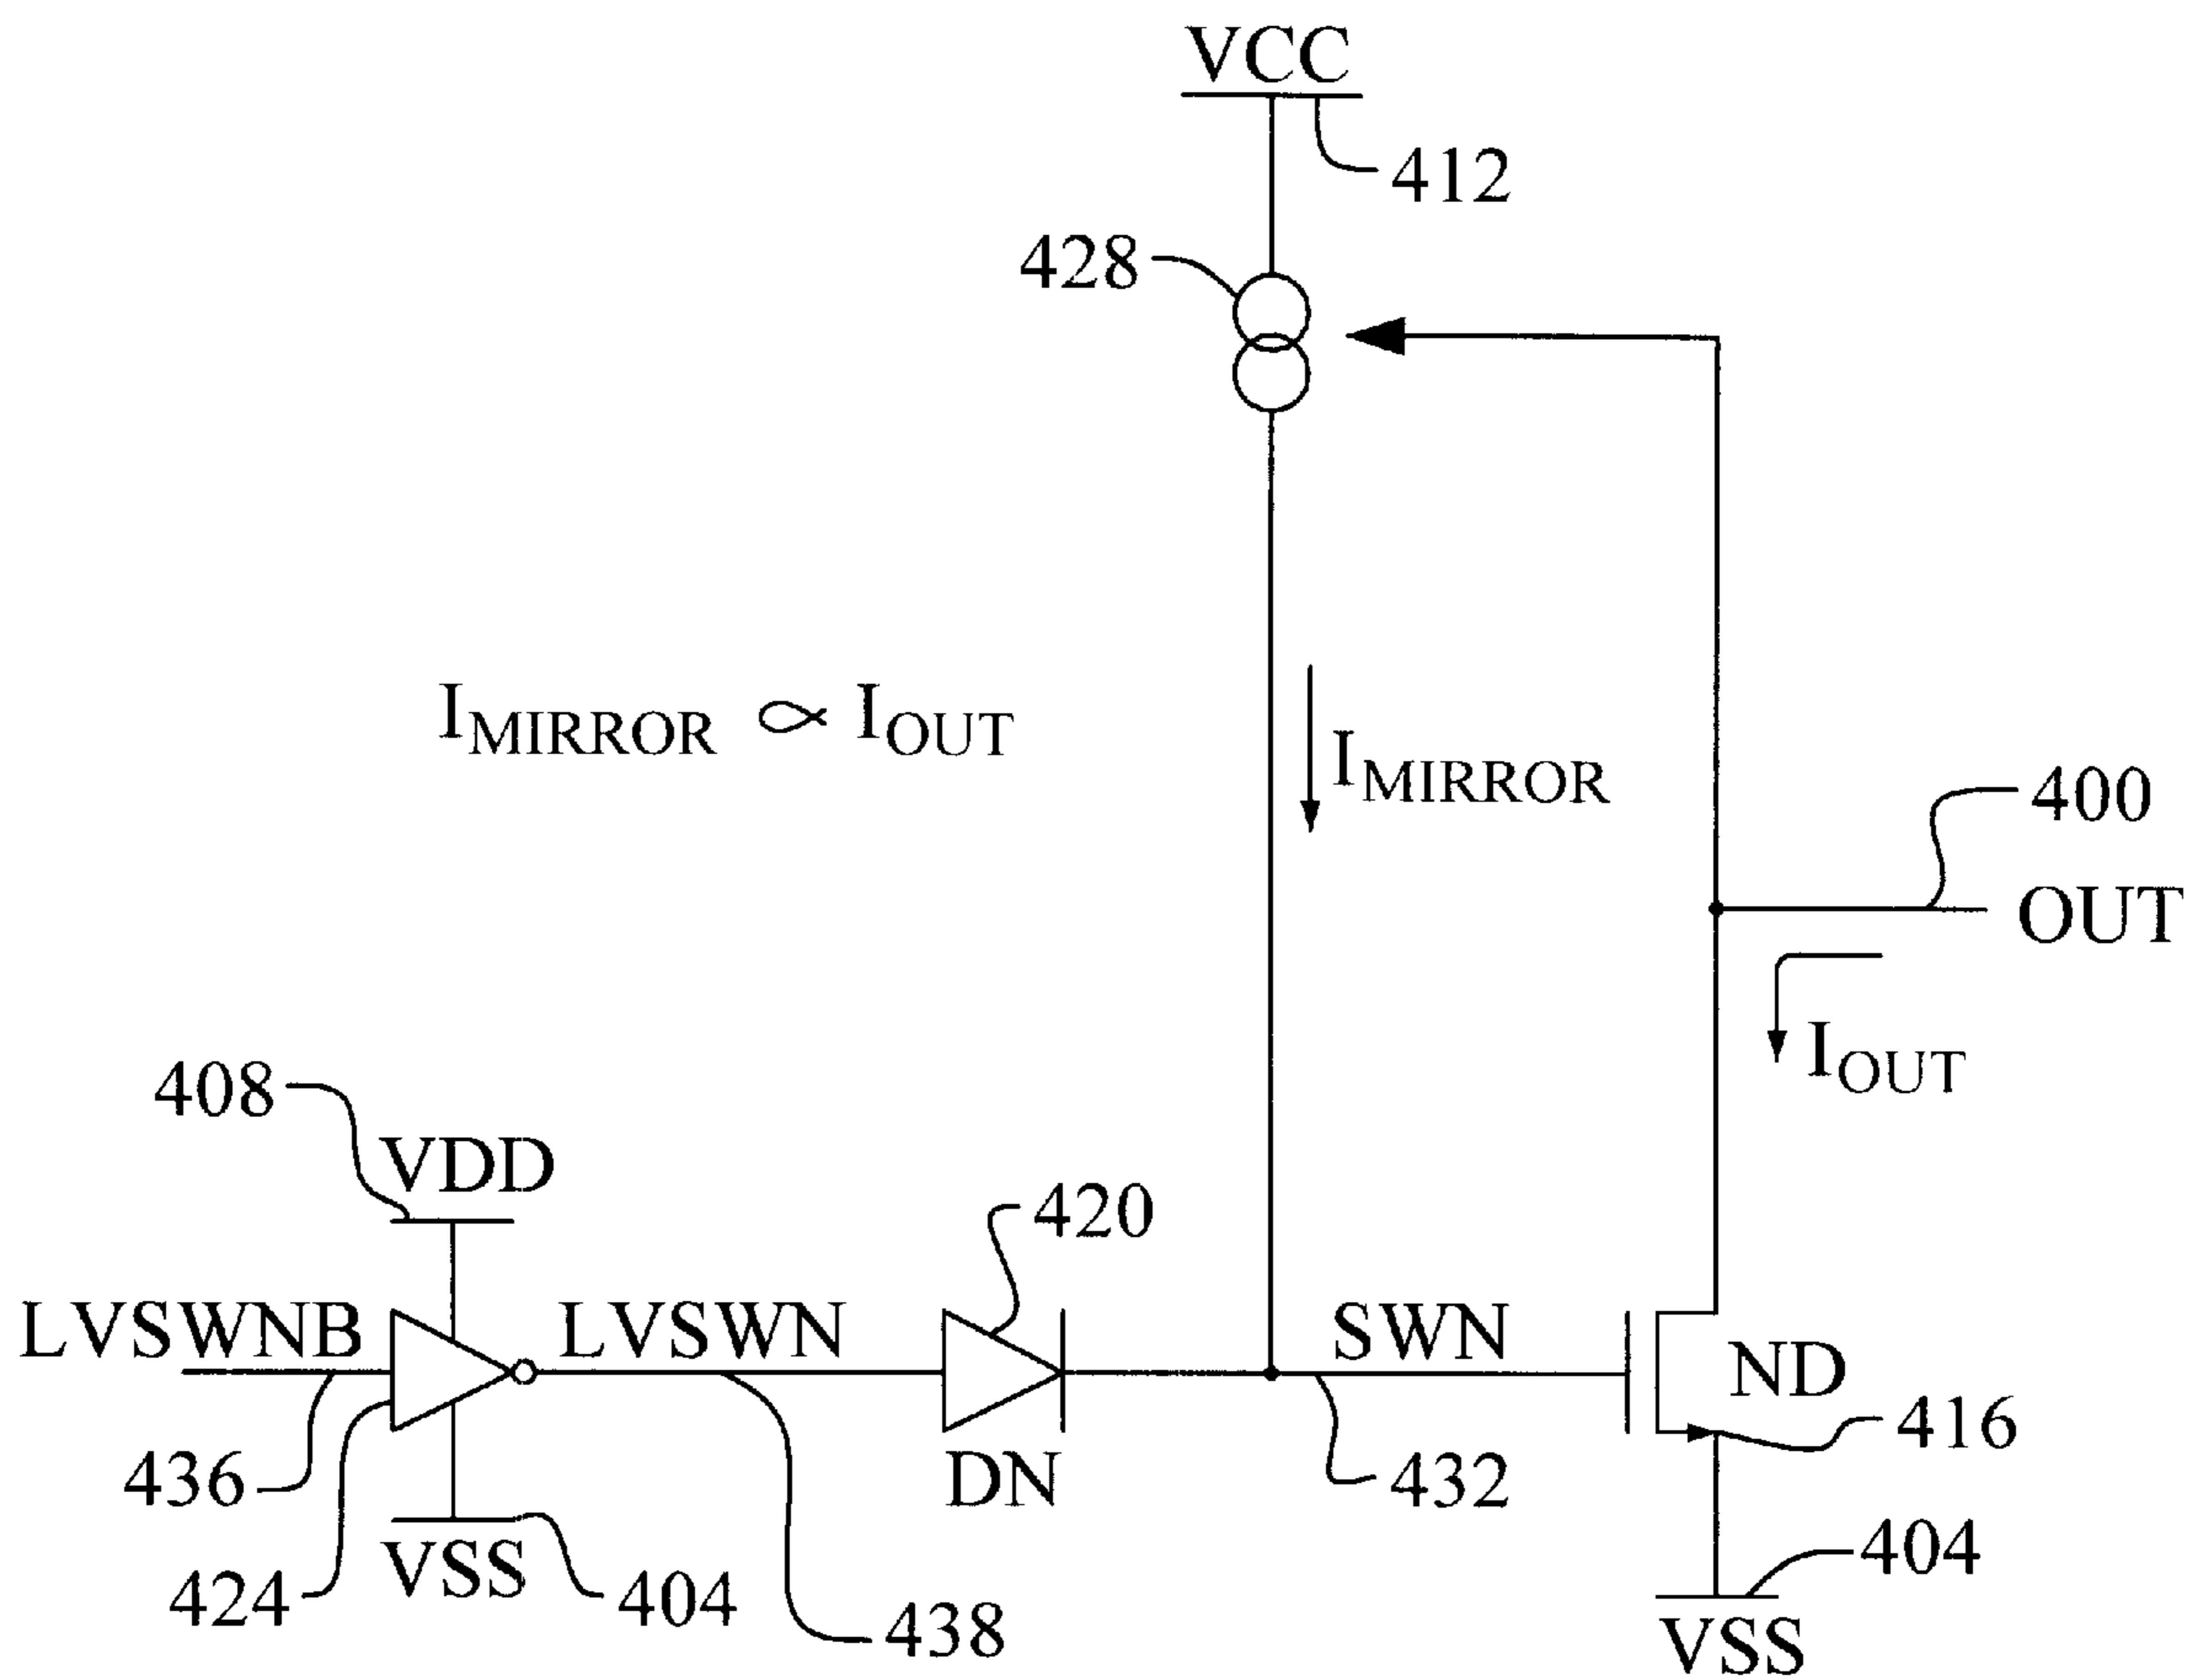 VCC
412
428
I_MIRROR ∝ I_OUT
I_MIRROR
400
OUT
I_OUT
408
VDD
420
LVSWNB
LVSWN
SWN
ND
416
436
DN
432
424
VSS
404
438
404
VSS